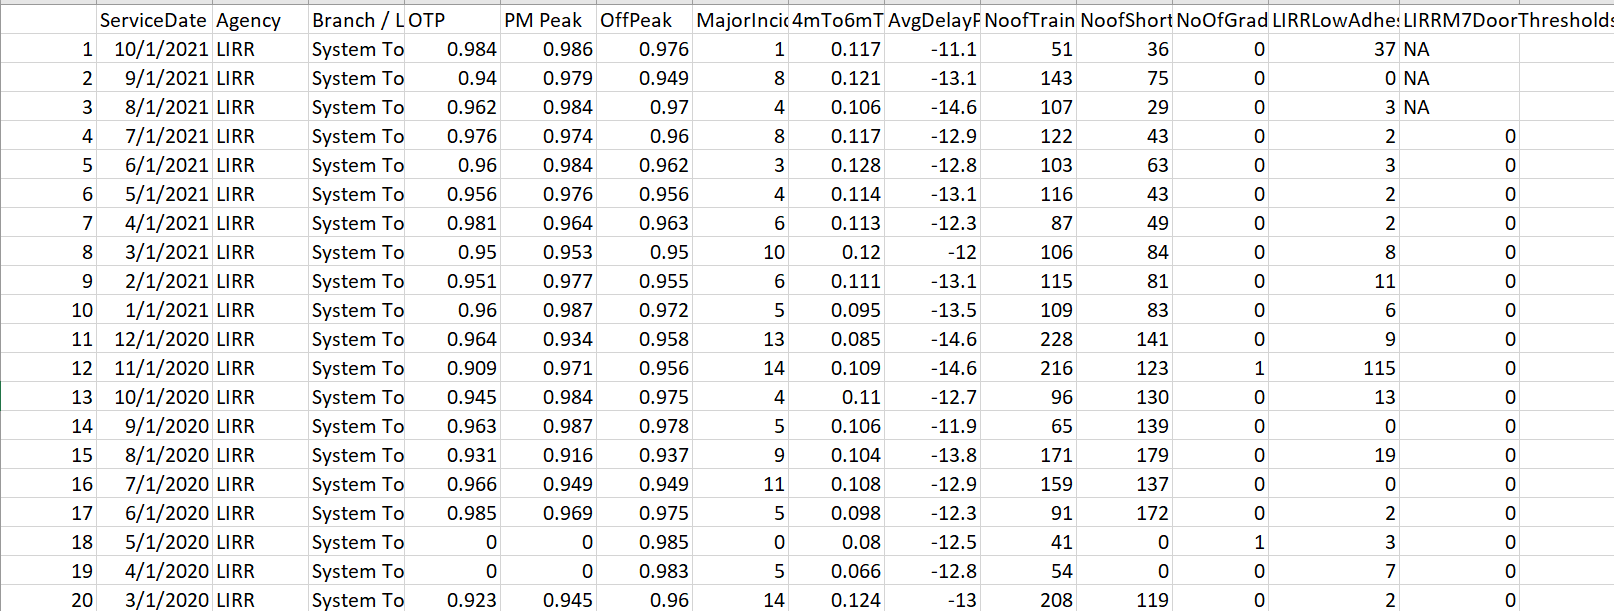 ServiceDate Agency Branch / L OTP PM Peak OffPeak MajorIncid 4mTo6mT AvgDelayP NoofTrain NoofShort NoOfGrad LIRRLowAdhes LIRRM7DoorThresholds
1 10/1/2021 LIRR System To 0.984 0.986 0.976 1 0.117 -11.1 51 36 0 37 NA
2 9/1/2021 LIRR System To 0.94 0.979 0.949 8 0.121 -13.1 143 75 0 0 NA
3 8/1/2021 LIRR System To 0.962 0.984 0.97 4 0.106 -14.6 107 29 0 3 NA
4 7/1/2021 LIRR System To 0.976 0.974 0.96 8 0.117 -12.9 122 43 0 2 0
5 6/1/2021 LIRR System To 0.96 0.984 0.962 3 0.128 -12.8 103 63 0 3 0
6 5/1/2021 LIRR System To 0.956 0.976 0.956 4 0.114 -13.1 116 43 0 2 0
7 4/1/2021 LIRR System To 0.981 0.964 0.963 6 0.113 -12.3 87 49 0 2 0
8 3/1/2021 LIRR System To 0.95 0.953 0.95 10 0.12 -12 106 84 0 8 0
9 2/1/2021 LIRR System To 0.951 0.977 0.955 6 0.111 -13.1 115 81 0 11 0
10 1/1/2021 LIRR System To 0.96 0.987 0.972 5 0.095 -13.5 109 83 0 6 0
11 12/1/2020 LIRR System To 0.964 0.934 0.958 13 0.085 -14.6 228 141 0 9 0
12 11/1/2020 LIRR System To 0.909 0.971 0.956 14 0.109 -14.6 216 123 1 115 0
13 10/1/2020 LIRR System To 0.945 0.984 0.975 4 0.11 -12.7 96 130 0 13 0
14 9/1/2020 LIRR System To 0.963 0.987 0.978 5 0.106 -11.9 65 139 0 0 0
15 8/1/2020 LIRR System To 0.931 0.916 0.937 9 0.104 -13.8 171 179 0 19 0
16 7/1/2020 LIRR System To 0.966 0.949 0.949 11 0.108 -12.9 159 137 0 0 0
17 6/1/2020 LIRR System To 0.985 0.969 0.975 5 0.098 -12.3 91 172 0 2 0
18 5/1/2020 LIRR System To 0 0 0.985 0 0.08 -12.5 41 0 1 3 0
19 4/1/2020 LIRR System To 0 0 0.983 5 0.066 -12.8 54 0 0 7 0
20 3/1/2020 LIRR System To 0.923 0.945 0.96 14 0.124 -13 208 119 0 2 0